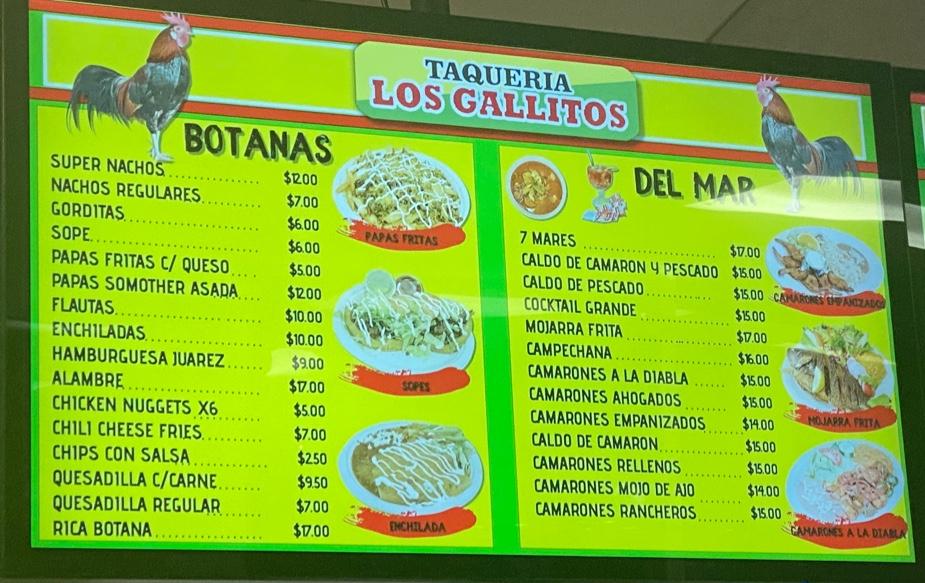 TAQUERIA
LOS GALLITOS
BOTANAS
SUPER NACHOS.............. $12.00
NACHOS REGULARES......... $7.00
GORDITAS.................. $6.00
SOPE....................... $6.00
PAPAS FRITAS C/ QUESO.... $5.00
PAPAS SOMOTHER ASADA.... $12.00
FLAUTAS................... $10.00
ENCHILADAS............... $10.00
HAMBURGUESA JUAREZ...... $9.00
ALAMBRE.................. $17.00
CHICKEN NUGGETS X6 $5.00
CHILI CHEESE FRIES......... $7.00
CHIPS CON SALSA........... $2.50
QUESADILLA C/CARNE....... $9.50
QUESADILLA REGULAR ...... $7.00
RICA BOTANA............... $17.00
PAPAS FRITAS
SOPES
ENCHILADA
DEL MAR
7 MARES .............. $17.00
CALDO DE CAMARON Y PESCADO $15.00
CALDO DE PESCADO........... $15.00
COCKTAIL GRANDE ............. $15.00
MOJARRA FRITA ............... $17.00
CAMPECHANA ................ $16.00
CAMARONES A LA DIABLA ..... $15.00
CAMARONES AHOGADOS ....... $15.00
CAMARONES EMPANIZADOS..... $14.00
CALDO DE CAMARON........... $15.00
CAMARONES RELLENOS ....... $15.00
CAMARONES MOJO DE AJO ...... $14.00
CAMARONES RANCHEROS........ $15.00
CAMARONES EMPANIZADOS
MOJARRA FRITA
CAMARONES A LA DIABLA